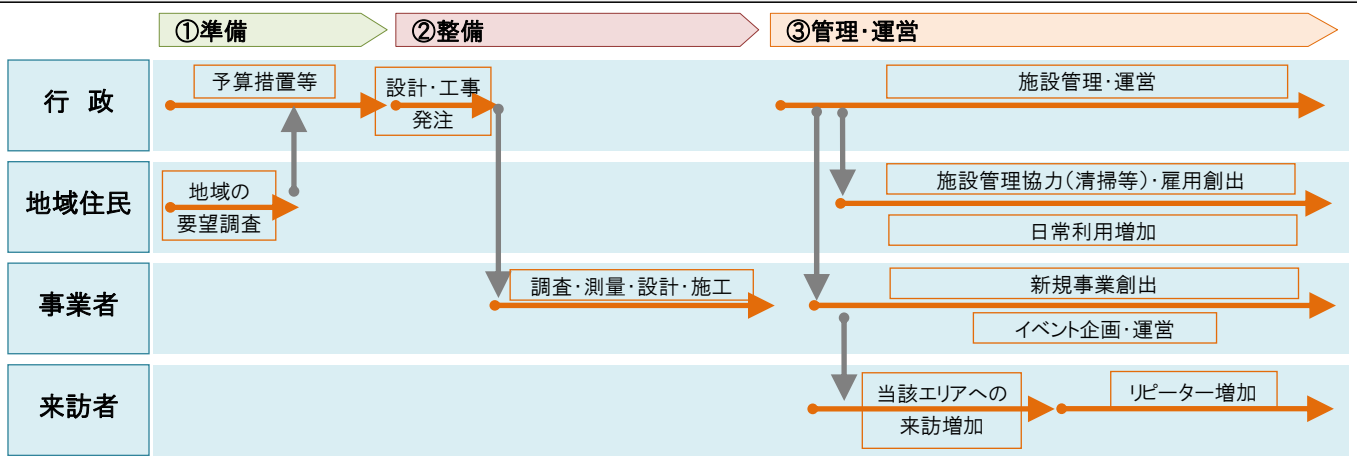 ①準備
②整備
③管理・運営
行　政
予算措置等
設計・工事
発注
施設管理・運営
地域住民
地域の
要望調査
施設管理協力(清掃等)・雇用創出
日常利用増加
事業者
調査・測量・設計・施工
新規事業創出
イベント企画・運営
来訪者
当該エリアへの
来訪増加
リピーター増加